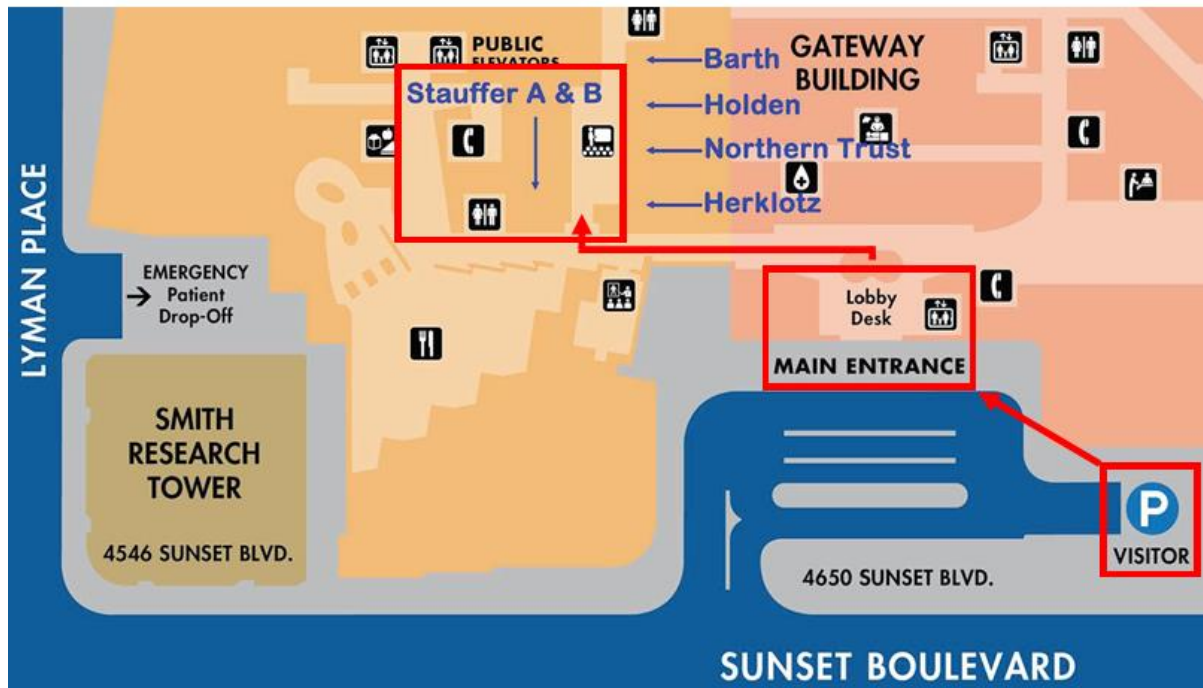 PUBLIC
ELEVATORS
Stauffer A & B
Barth
Holden
Northern Trust
Herklotz
GATEWAY
BUILDING
LYMAN PLACE
EMERGENCY
Patient
Drop-Off
Lobby
Desk
MAIN ENTRANCE
SMITH
RESEARCH
TOWER
4546 SUNSET BLVD.
P
VISITOR
4650 SUNSET BLVD.
SUNSET BOULEVARD